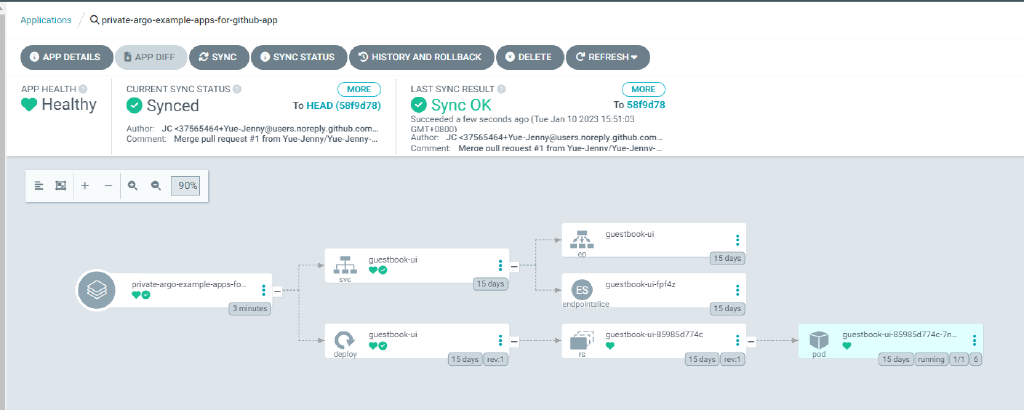 Applications / private-argo-example-apps-for-github-app
APP DETAILS APP DIFF SYNC SYNC STATUS HISTORY AND ROLLBACK DELETE REFRESH
APP HEALTH
Healthy
CURRENT SYNC STATUS MORE
Synced To HEAD (58f9d78)
Author: JC <37565464+Yue-Jenny@users.noreply.github.com...
Comment: Merge pull request #1 from Yue-Jenny/Yue-Jenny-...
LAST SYNC RESULT MORE
Sync OK To 58f9d78
Succeeded a few seconds ago (Tue Jan 10 2023 15:51:03
GMT+0800)
Author: JC <37565464+Yue-Jenny@users.noreply.github.com...
Comment: Merge pull request #1 from Yue-Jenny/Yue-Jenny-...
90%
private-argo-example-apps-fo...
3 minutes
guestbook-ui
svc
15 days
guestbook-ui
deploy
15 days rev:1
guestbook-ui
ep
15 days
ES
guestbook-ui-fpf4z
endpointslice
15 days
guestbook-ui-85985d774c
rs
15 days rev:1
guestbook-ui-85985d774c-7n...
pod
15 days running 1/1 6